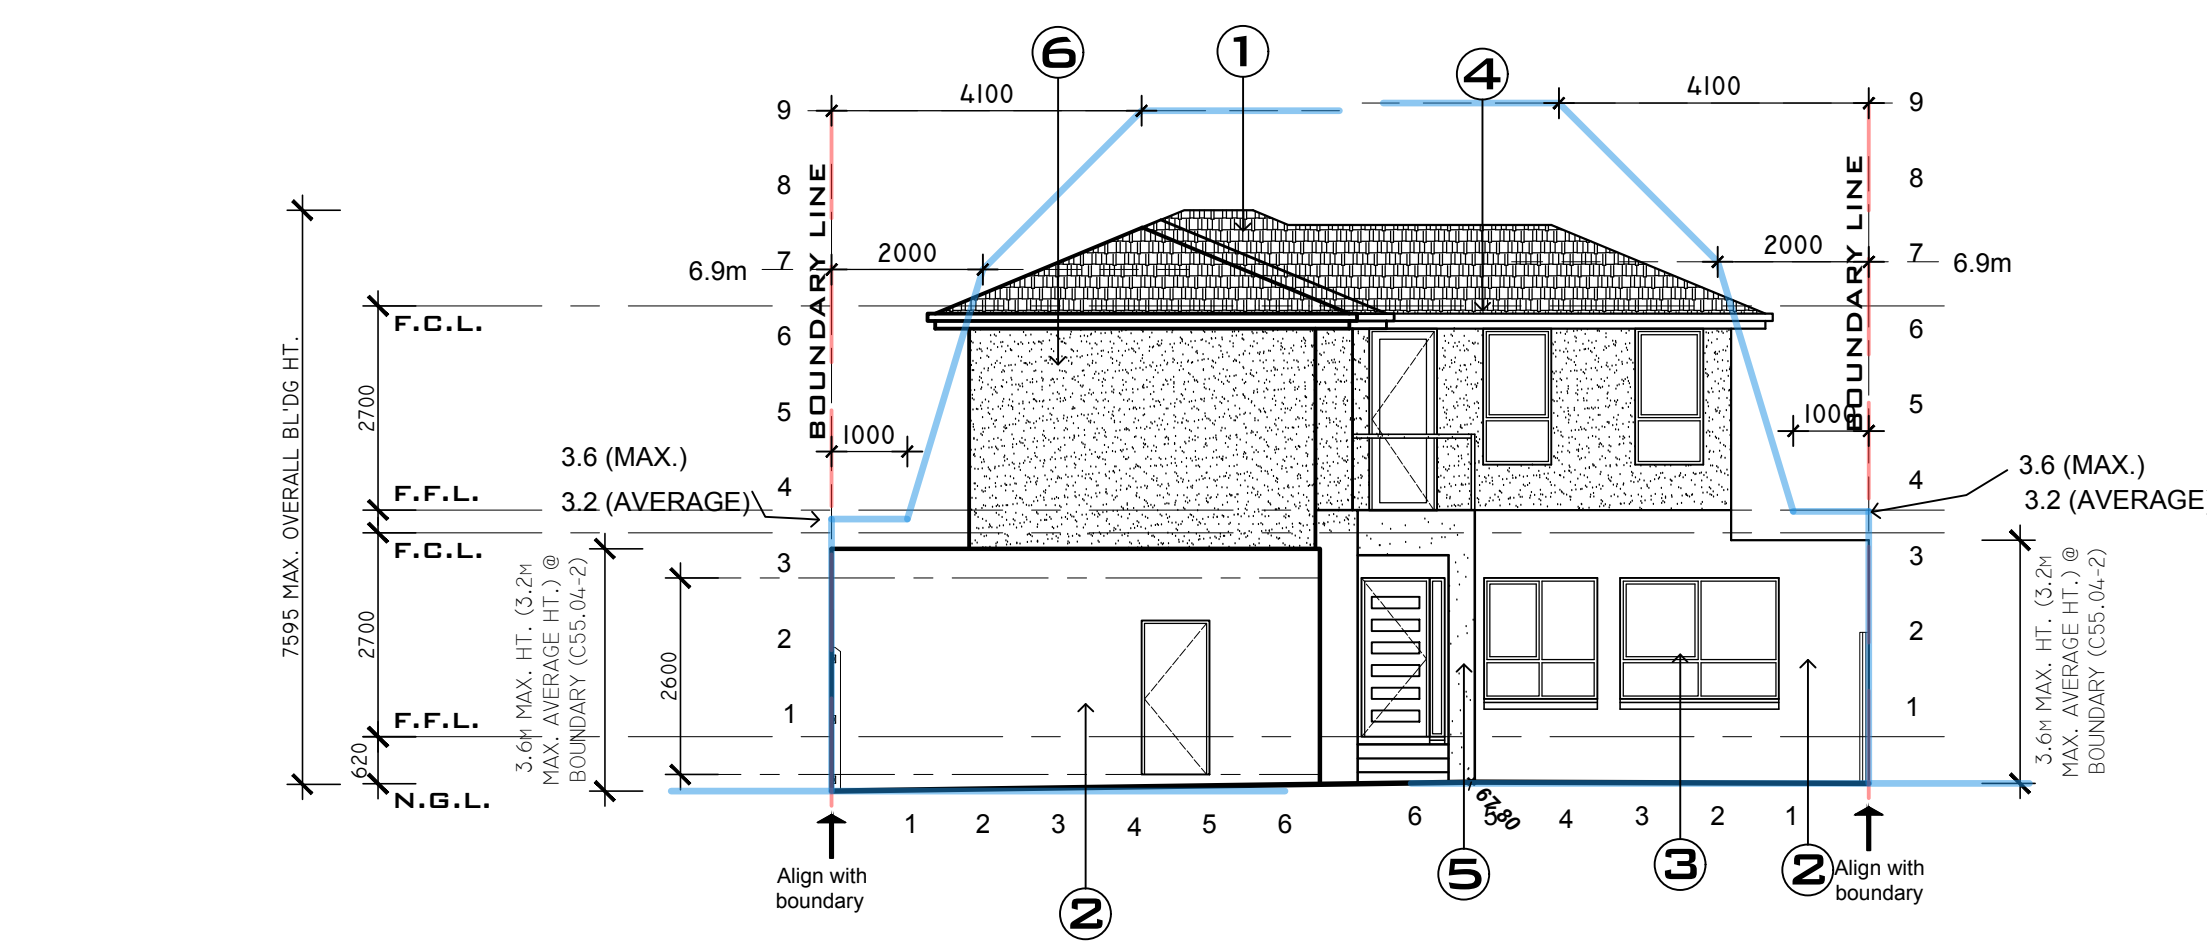 6
1
4
4100
4100
9
8
7
6
5
4
3
2
1
9
8
7
6
5
4
3
2
1
BOUNDARY LINE
BOUNDARY LINE
2000
2000
6.9m
6.9m
1000
1000
3.6 (MAX.)
3.2 (AVERAGE)
3.6 (MAX.)
3.2 (AVERAGE
7595 MAX. OVERALL BL'DG HT.
F.C.L.
2700
F.F.L.
F.C.L.
2700
F.F.L.
620
N.G.L.
3.6M MAX. HT. (3.2M
MAX. AVERAGE HT.) @
BOUNDARY (C55.04-2)
2600
3.6M MAX. HT. (3.2M
MAX. AVERAGE HT.) @
BOUNDARY (C55.04-2)
1 2 3 4 5 6
6 5 4 3 2 1
67.80
Align with
boundary
Align with
boundary
2
5
3
2